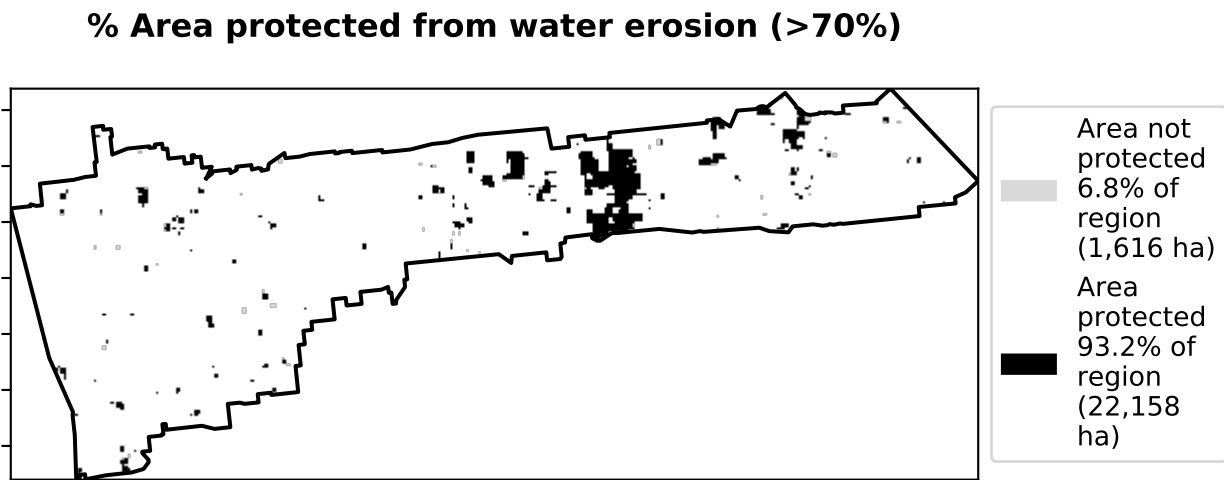 % Area protected from water erosion (>70%)
Area not
protected
6.8% of
region
(1,616 ha)
Area
protected
93.2% of
region
(22,158
ha)